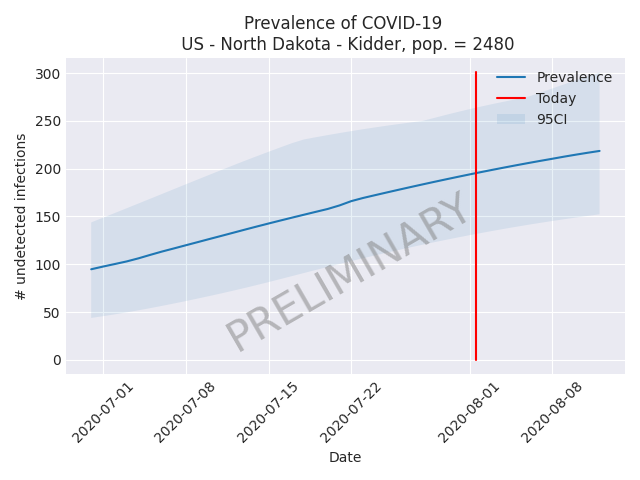 Prevalence of COVID-19
US - North Dakota - Kidder, pop. = 2480
300
250
200
150
100
50
0
# undetected infections
Prevalence
Today
95CI
PRELIMINARY
2020-07-01
2020-07-08
2020-07-15
2020-07-22
2020-08-01
2020-08-08
Date